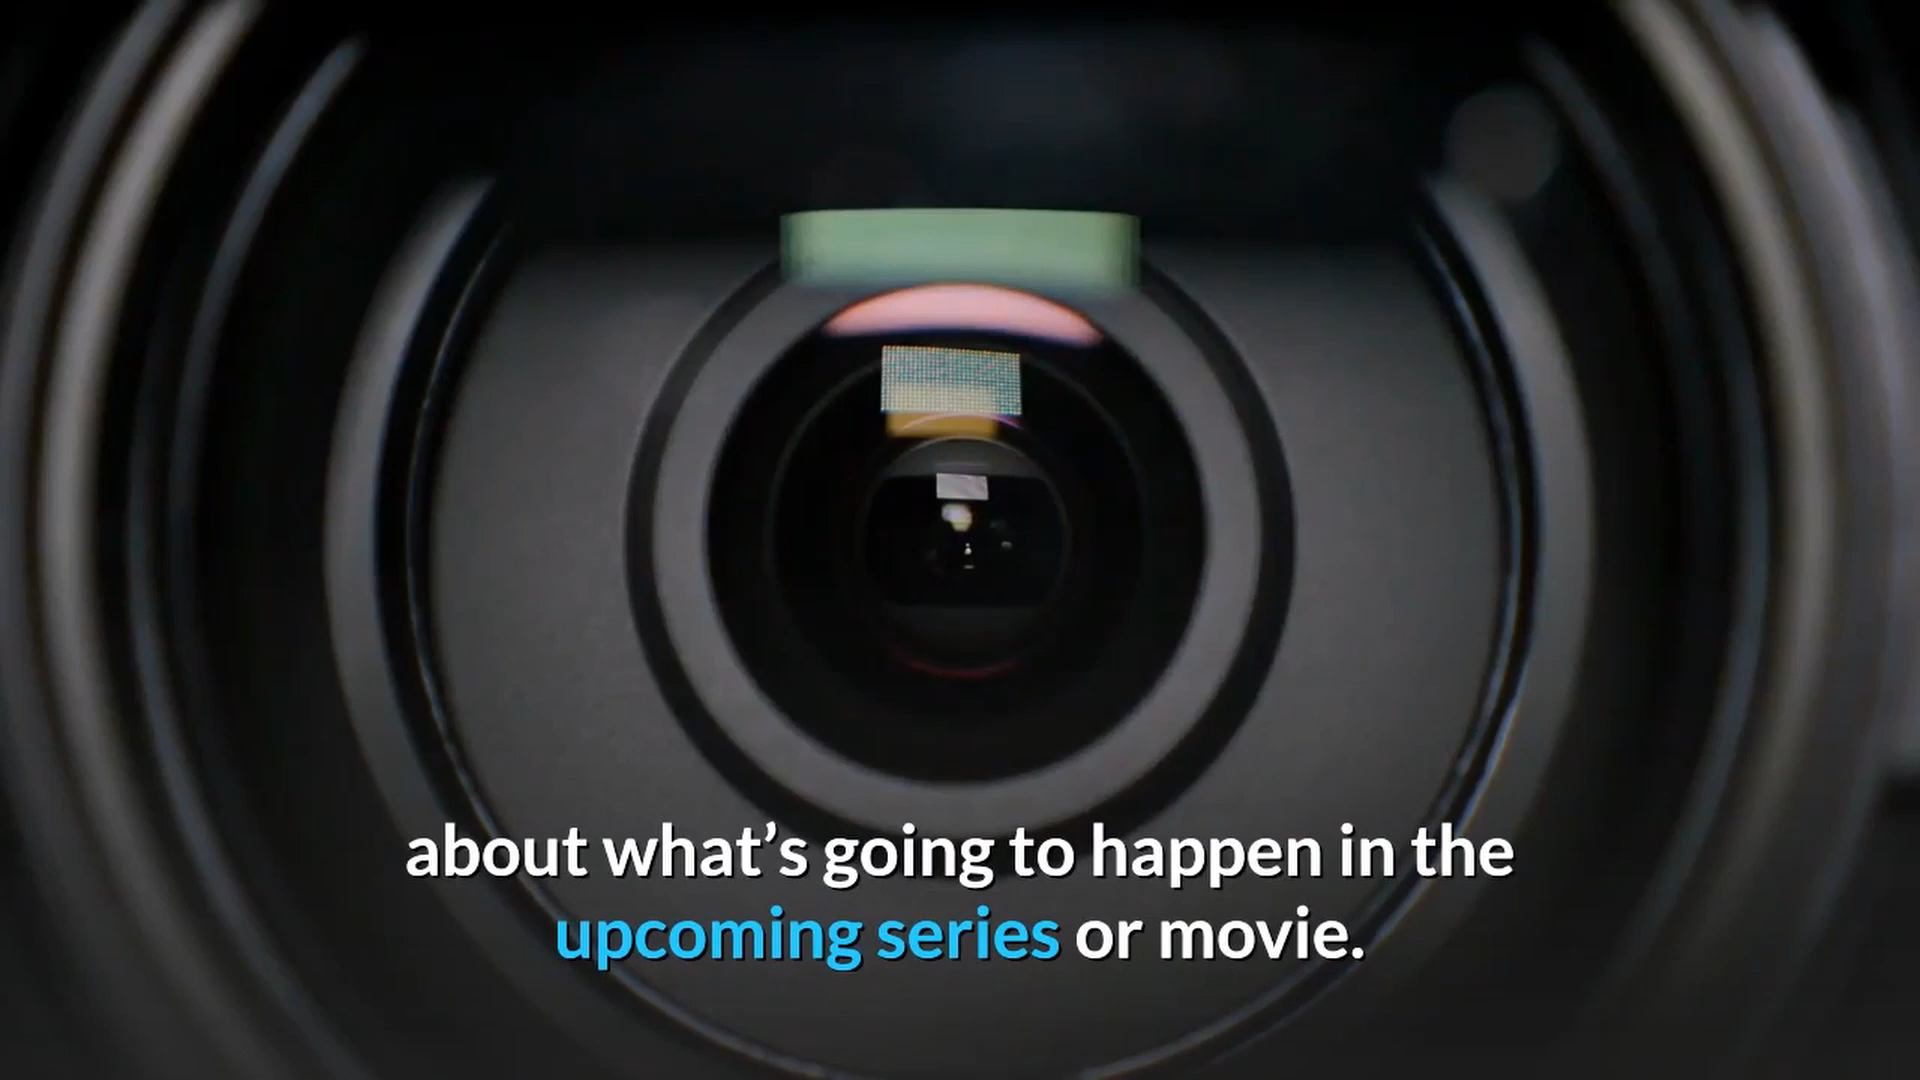 about what’s going to happen in the
upcoming series or movie.